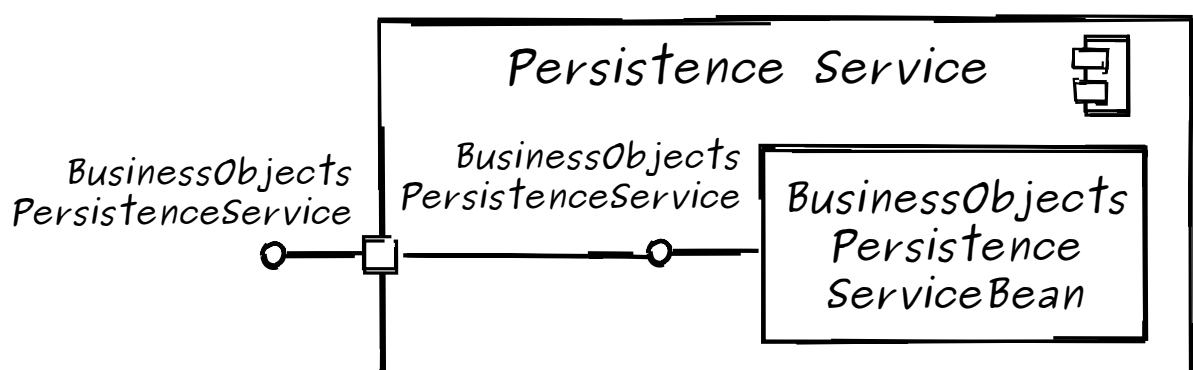 Persistence Service
BusinessObjects
PersistenceService
BusinessObjects
PersistenceService
BusinessObjects
Persistence
ServiceBean